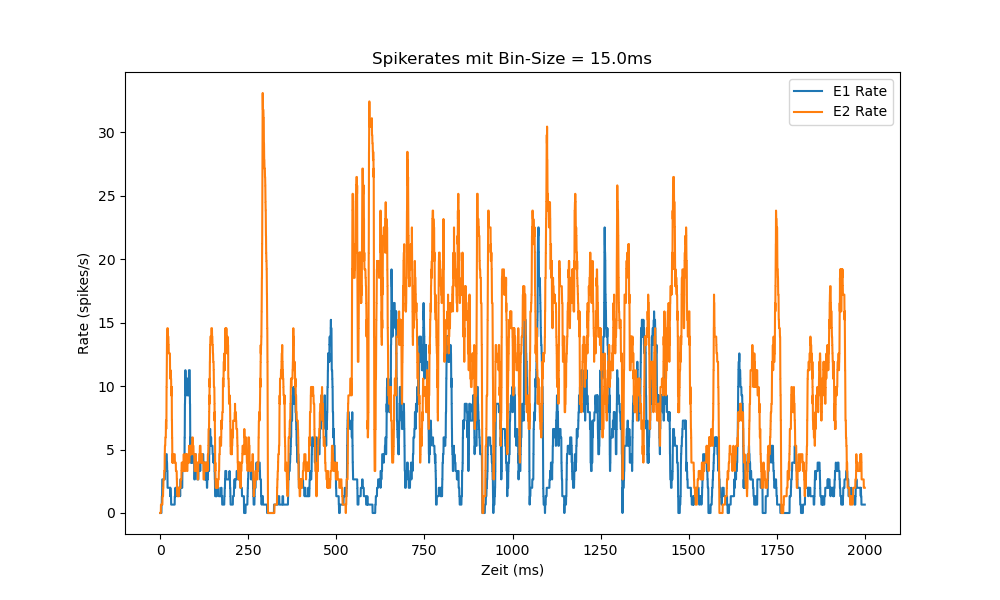 Spikerates mit Bin-Size = 15.0ms
E1 Rate
E2 Rate
Rate (spikes/s)
30
25
20
15
10
5
0
0 250 500 750 1000 1250 1500 1750 2000
Zeit (ms)